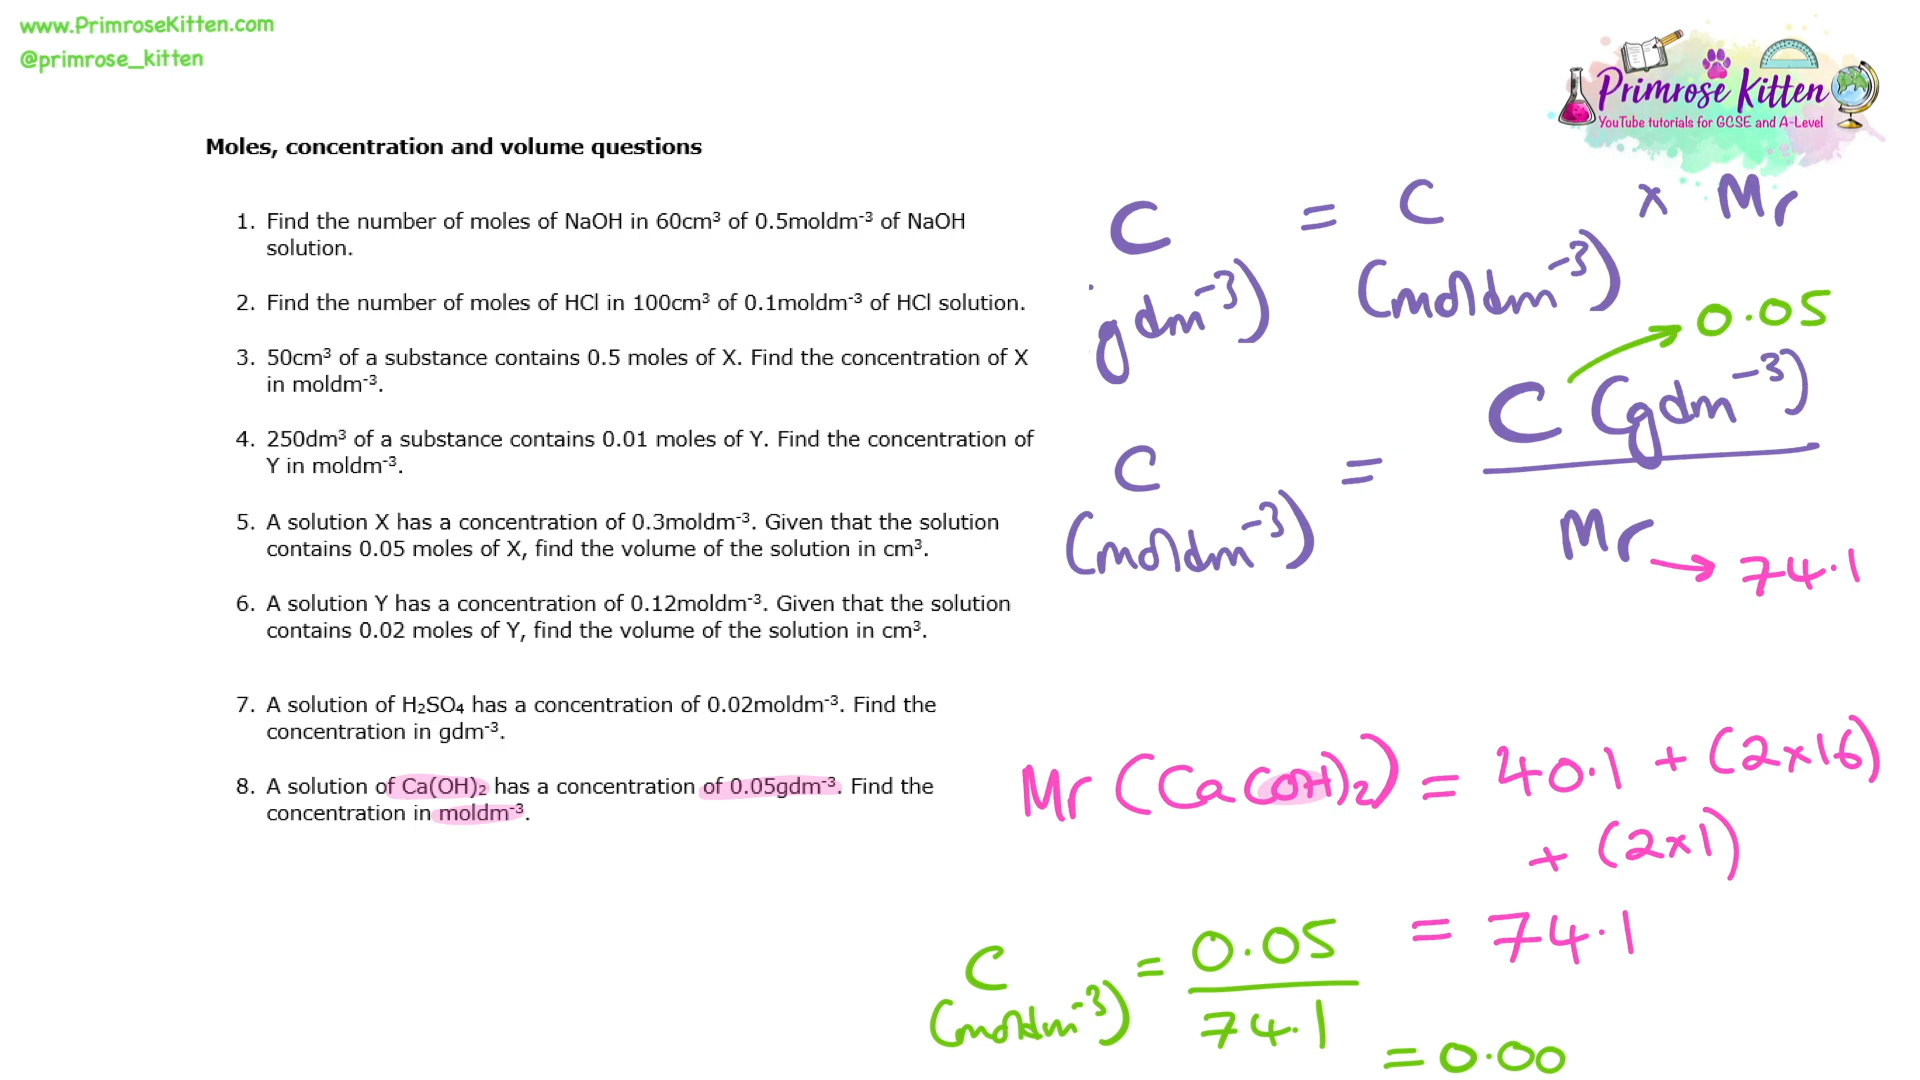 www.PrimroseKitten.com
@primrose_kitten
Primrose Kitten
YouTube tutorials for GCSE and A-Level
Moles, concentration and volume questions
1. Find the number of moles of NaOH in 60cm³ of 0.5moldm⁻³ of NaOH
solution.
2. Find the number of moles of HCl in 100cm³ of 0.1moldm⁻³ of HCl solution.
3. 50cm³ of a substance contains 0.5 moles of X. Find the concentration of X
in moldm⁻³.
4. 250dm³ of a substance contains 0.01 moles of Y. Find the concentration of
Y in moldm⁻³.
5. A solution X has a concentration of 0.3moldm⁻³. Given that the solution
contains 0.05 moles of X, find the volume of the solution in cm³.
6. A solution Y has a concentration of 0.12moldm⁻³. Given that the solution
contains 0.02 moles of Y, find the volume of the solution in cm³.
7. A solution of H₂SO₄ has a concentration of 0.02moldm⁻³. Find the
concentration in gdm⁻³.
8. A solution of Ca(OH)₂ has a concentration of 0.05gdm⁻³. Find the
concentration in moldm⁻³.
C = C × Mr
gdm⁻³) (moldm⁻³)
→ 0.05
C (gdm⁻³)
C =
(moldm⁻³) Mr → 74.1
Mr (Ca(OH)₂) = 40.1 + (2×16)
+ (2×1)
= 74.1
C = 0.05
(moldm⁻³) 74.1
= 0.00